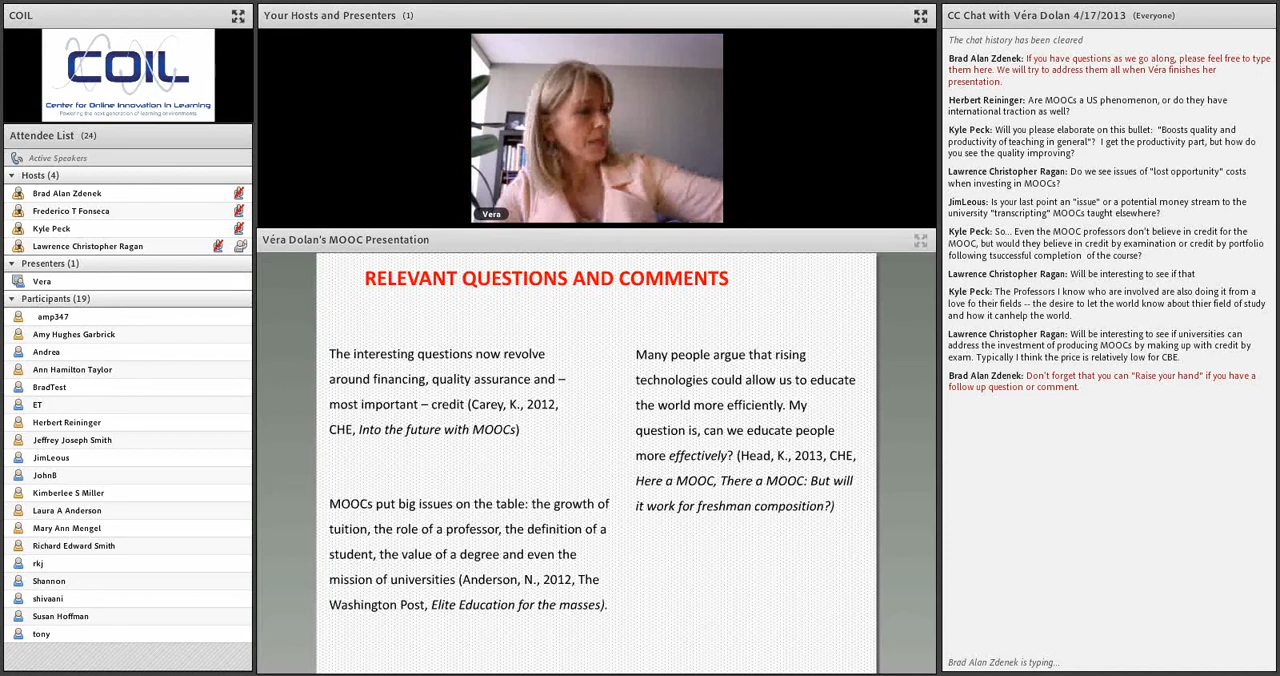 COIL
COIL
Center for Online Innovation in Learning
Powering the next generation of learning environments
Attendee List (24)
Active Speakers
Hosts (4)
Brad Alan Zdenek
Frederico T Fonseca
Kyle Peck
Lawrence Christopher Ragan
Presenters (1)
Vera
Participants (19)
amp347
Amy Hughes Garbrick
Andrea
Ann Hamilton Taylor
BradTest
ET
Herbert Reininger
Jeffrey Joseph Smith
JimLeous
JohnB
Kimberlee S Miller
Laura A Anderson
Mary Ann Mengel
Richard Edward Smith
rkj
Shannon
shivaani
Susan Hoffman
tony
Your Hosts and Presenters (1)
Vera
Véra Dolan's MOOC Presentation
RELEVANT QUESTIONS AND COMMENTS
The interesting questions now revolve
around financing, quality assurance and –
most important – credit (Carey, K., 2012,
CHE, Into the future with MOOCs)
MOOCs put big issues on the table: the growth of
tuition, the role of a professor, the definition of a
student, the value of a degree and even the
mission of universities (Anderson, N., 2012, The
Washington Post, Elite Education for the masses).
Many people argue that rising
technologies could allow us to educate
the world more efficiently. My
question is, can we educate people
more effectively? (Head, K., 2013, CHE,
Here a MOOC, There a MOOC: But will
it work for freshman composition?)
CC Chat with Véra Dolan 4/17/2013 (Everyone)
The chat history has been cleared
Brad Alan Zdenek: If you have questions as we go along, please feel free to type
them here. We will try to address them all when Véra finishes her
presentation.
Herbert Reininger: Are MOOCs a US phenomenon, or do they have
international traction as well?
Kyle Peck: Will you please elaborate on this bullet: "Boosts quality and
productivity of teaching in general"? I get the productivity part, but how do
you see the quality improving?
Lawrence Christopher Ragan: Do we see issues of "lost opportunity" costs
when investing in MOOCs?
JimLeous: Is your last point an "issue" or a potential money stream to the
university "transcripting" MOOCs taught elsewhere?
Kyle Peck: So... Even the MOOC professors don't believe in credit for the
MOOC, but would they believe in credit by examination or credit by portfolio
following tsuccessful completion of the course?
Lawrence Christopher Ragan: Will be interesting to see if that
Kyle Peck: The Professors I know who are involved are also doing it from a
love fo their fields -- the desire to let the world know about thier field of study
and how it canhelp the world.
Lawrence Christopher Ragan: Will be interesting to see if universities can
address the investment of producing MOOCs by making up with credit by
exam. Typically I think the price is relatively low for CBE.
Brad Alan Zdenek: Don't forget that you can "Raise your hand" if you have a
follow up question or comment.
Brad Alan Zdenek is typing...